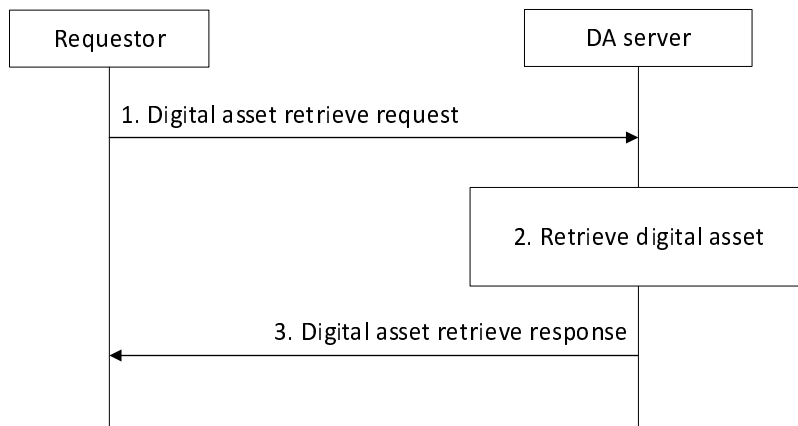 Requestor
DA server
1. Digital asset retrieve request
2. Retrieve digital asset
3. Digital asset retrieve response